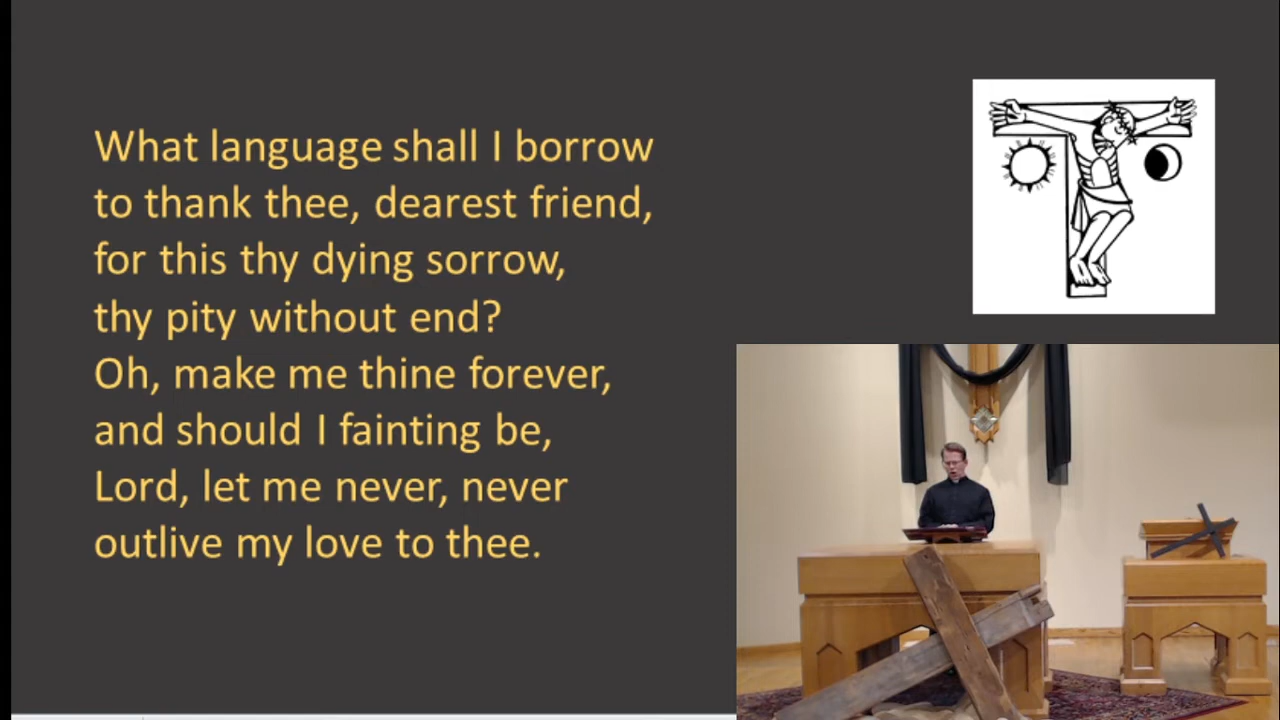 What language shall I borrow
to thank thee, dearest friend,
for this thy dying sorrow,
thy pity without end?
Oh, make me thine forever,
and should I fainting be,
Lord, let me never, never
outlive my love to thee.